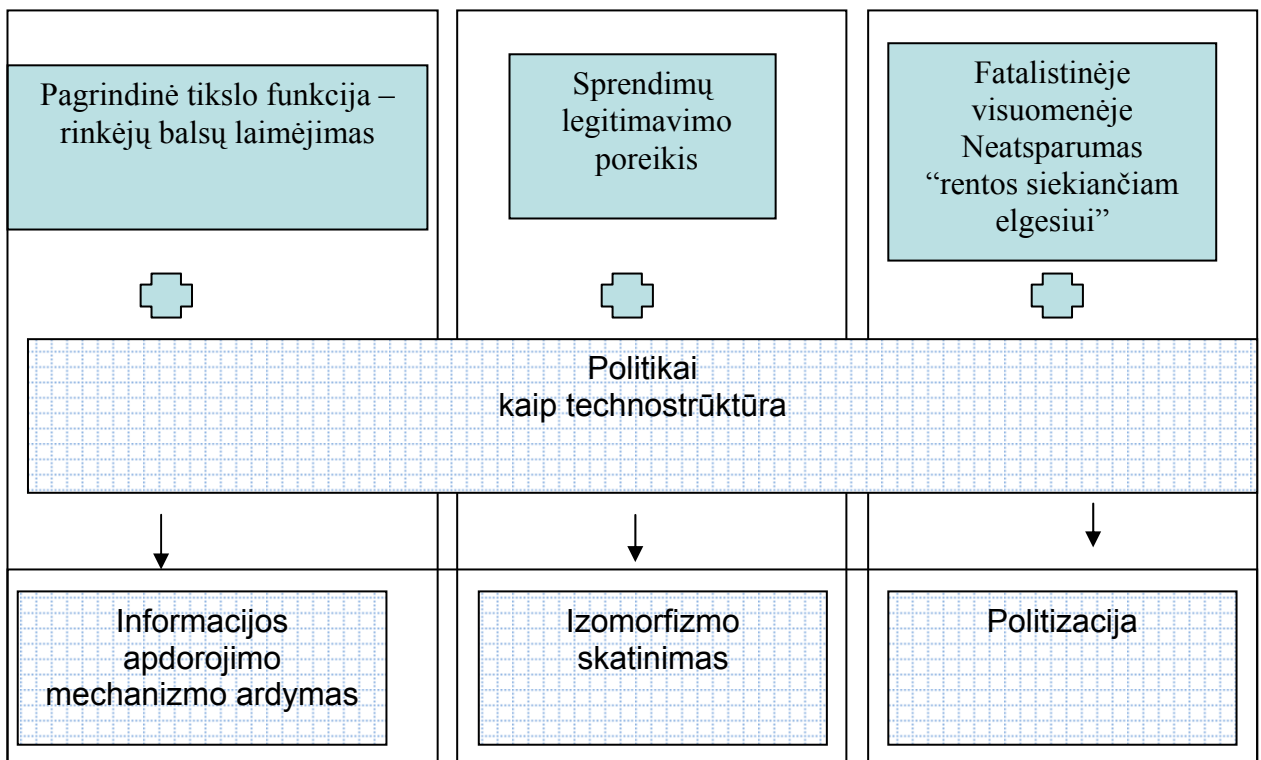 Pagrindinė tikslo funkcija –
rinkėjų balsų laimėjimas
Sprendimų
legitimavimo
poreikis
Fatalistinėje
visuomenėje
Neatsparumas
“rentos siekiančiam
elgesiui”
Politikai
kaip technostrūktūra
Informacijos
apdorojimo
mechanizmo ardymas
Izomorfizmo
skatinimas
Politizacija